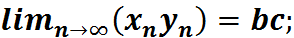 lim_{n→∞}(x_n y_n) = bc;